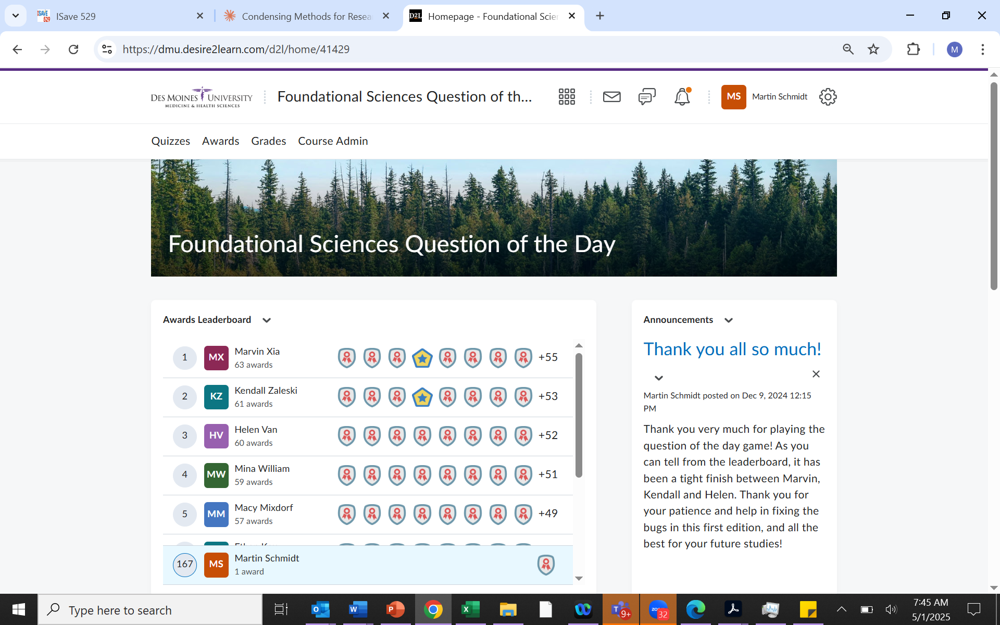 ISave 529
Condensing Methods for Resea
D2L
Homepage - Foundational Scien
https://dmu.desire2learn.com/d2l/home/41429
M
DES MOINES UNIVERSITY
MEDICINE & HEALTH SCIENCES
Foundational Sciences Question of th...
MS
Martin Schmidt
Quizzes
Awards
Grades
Course Admin
Foundational Sciences Question of the Day
Awards Leaderboard
1
MX
Marvin Xia
63 awards
+55
2
KZ
Kendall Zaleski
61 awards
+53
3
HV
Helen Van
60 awards
+52
4
MW
Mina William
59 awards
+51
5
MM
Macy Mixdorf
57 awards
+49
167
MS
Martin Schmidt
1 award
Announcements
Thank you all so much!
Martin Schmidt posted on Dec 9, 2024 12:15
PM
Thank you very much for playing the
question of the day game! As you
can tell from the leaderboard, it has
been a tight finish between Marvin,
Kendall and Helen. Thank you for
your patience and help in fixing the
bugs in this first edition, and all the
best for your future studies!
Type here to search
9+
32
7:45 AM
5/1/2025